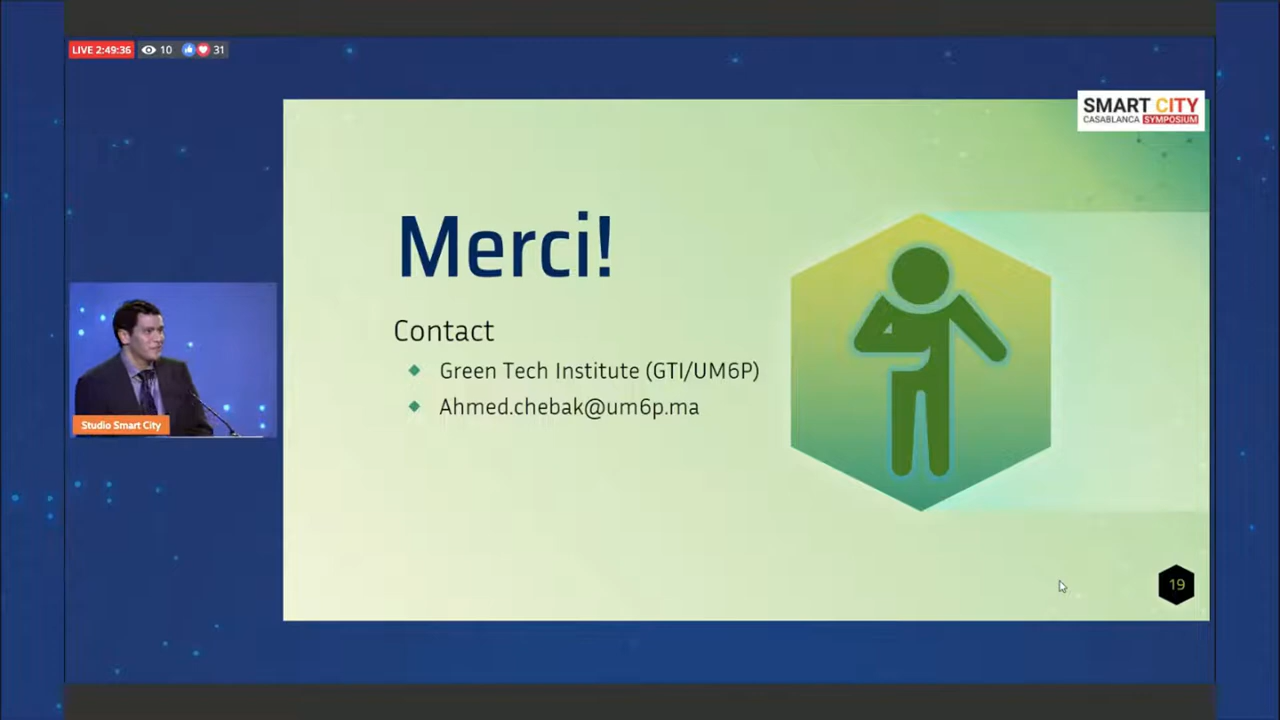 LIVE 2:49:36 10 31
SMART CITY
CASABLANCA SYMPOSIUM
Merci!
Contact
Green Tech Institute (GTI/UM6P)
Ahmed.chebak@um6p.ma
Studio Smart City
19